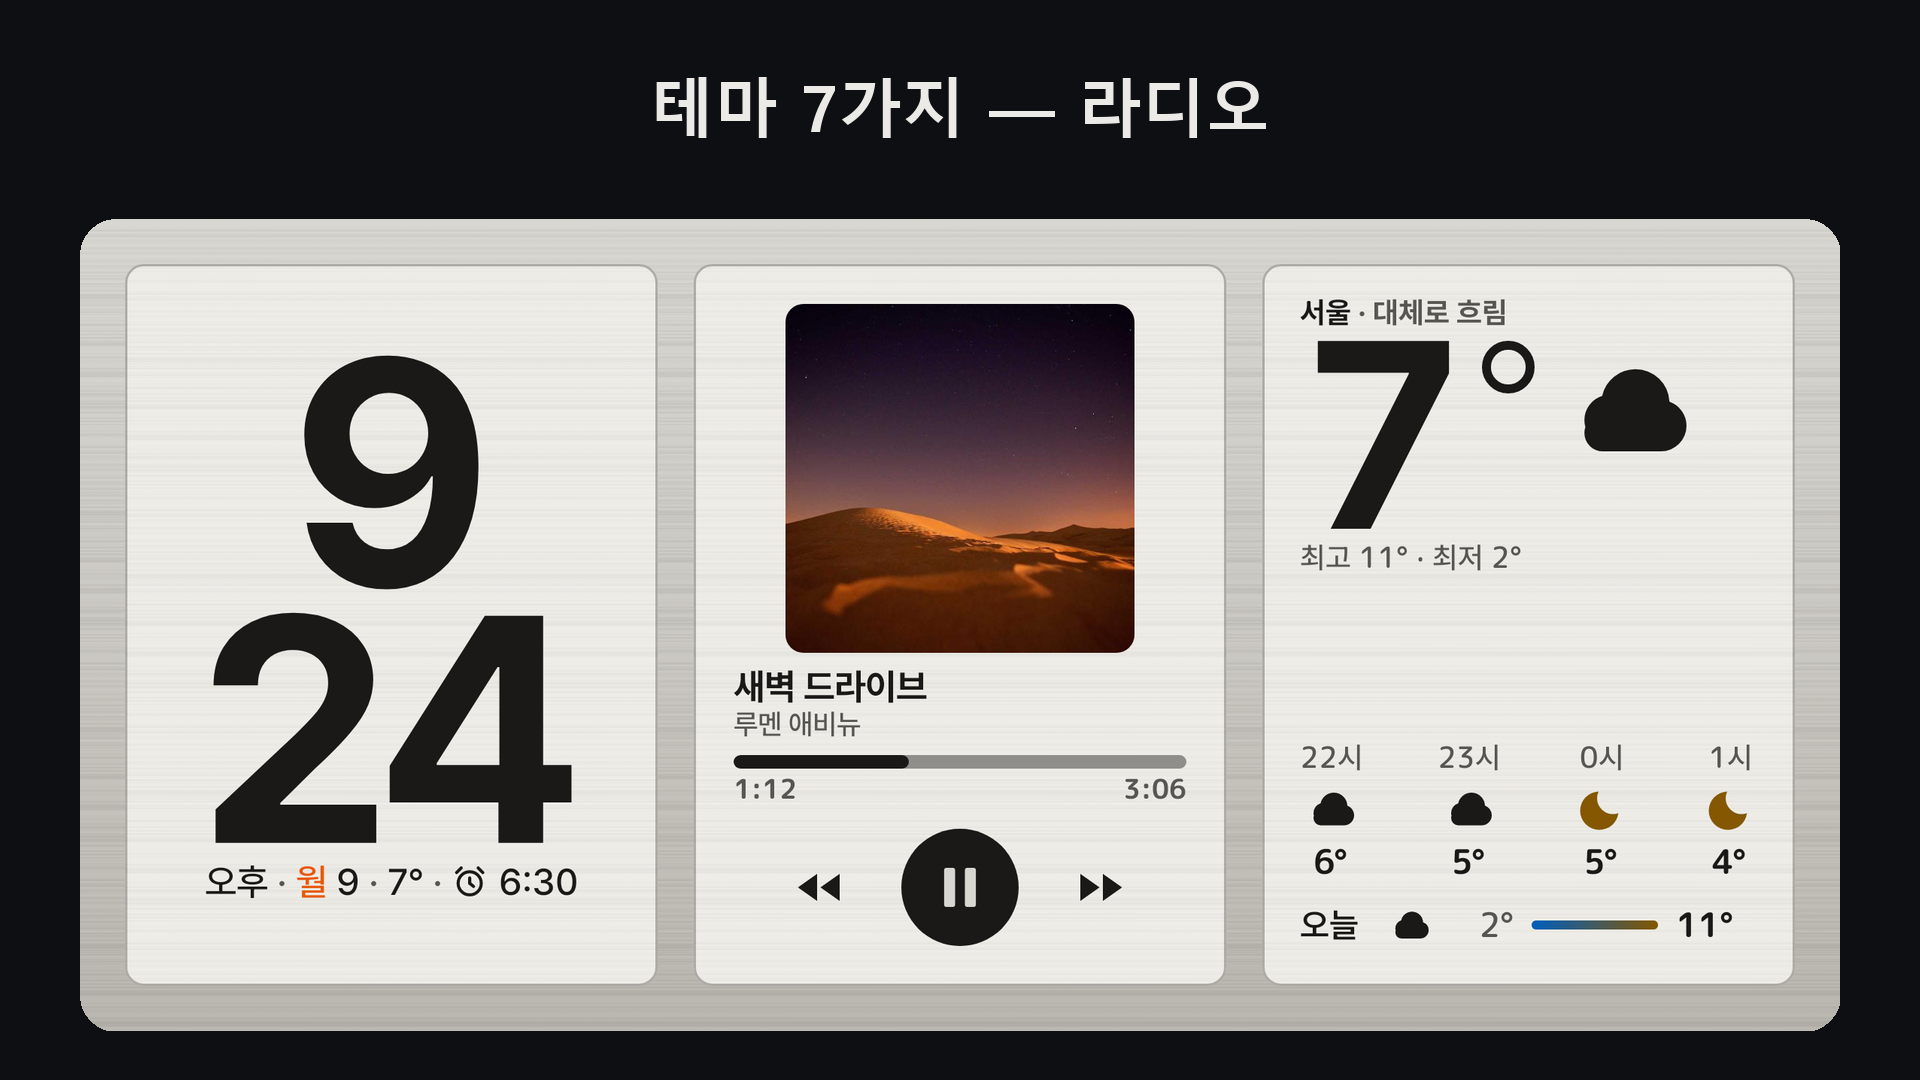 테마 7가지 — 라디오
9
24
오후 · 월 9 · 7° · 6:30
새벽 드라이브
루멘 애비뉴
1:12 3:06
서울 · 대체로 흐림
7°
최고 11° · 최저 2°
22시 23시 0시 1시
6° 5° 5° 4°
오늘 2° 11°